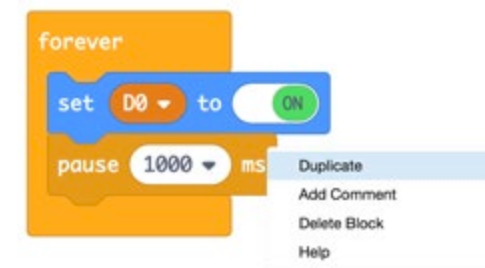 forever
set D0 to ON
pause 1000 ms
Duplicate
Add Comment
Delete Block
Help